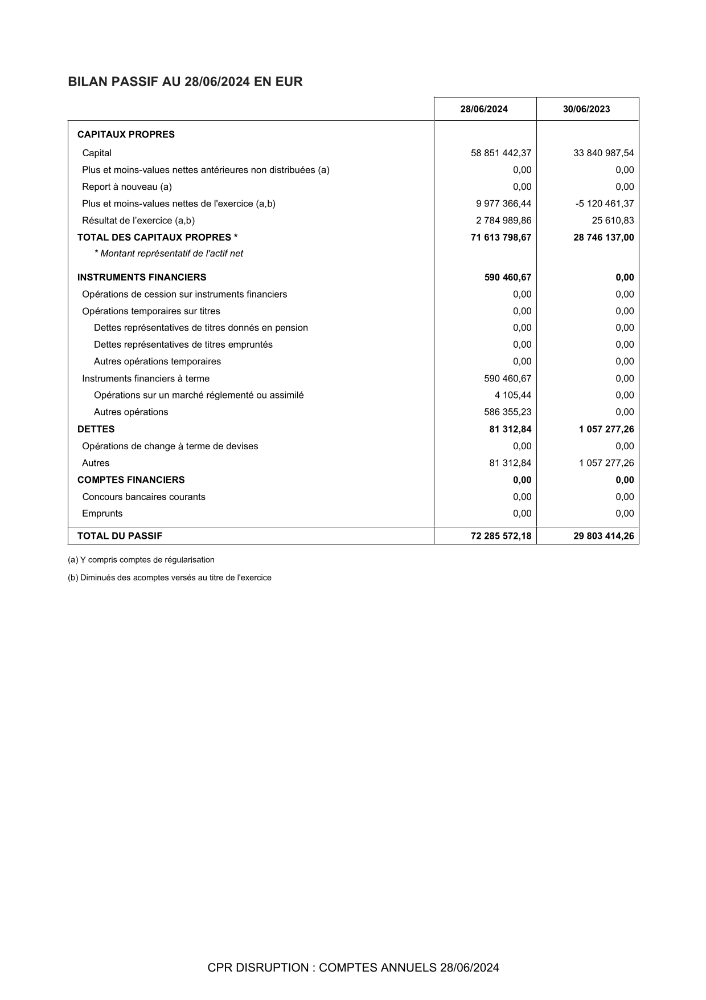 BILAN PASSIF AU 28/06/2024 EN EUR
28/06/2024 30/06/2023
CAPITAUX PROPRES
Capital 58 851 442,37 33 840 987,54
Plus et moins-values nettes antérieures non distribuées (a) 0,00 0,00
Report à nouveau (a) 0,00 0,00
Plus et moins-values nettes de l'exercice (a,b) 9 977 366,44 -5 120 461,37
Résultat de l’exercice (a,b) 2 784 989,86 25 610,83
TOTAL DES CAPITAUX PROPRES * 71 613 798,67 28 746 137,00
* Montant représentatif de l'actif net
INSTRUMENTS FINANCIERS 590 460,67 0,00
Opérations de cession sur instruments financiers 0,00 0,00
Opérations temporaires sur titres 0,00 0,00
Dettes représentatives de titres donnés en pension 0,00 0,00
Dettes représentatives de titres empruntés 0,00 0,00
Autres opérations temporaires 0,00 0,00
Instruments financiers à terme 590 460,67 0,00
Opérations sur un marché réglementé ou assimilé 4 105,44 0,00
Autres opérations 586 355,23 0,00
DETTES 81 312,84 1 057 277,26
Opérations de change à terme de devises 0,00 0,00
Autres 81 312,84 1 057 277,26
COMPTES FINANCIERS 0,00 0,00
Concours bancaires courants 0,00 0,00
Emprunts 0,00 0,00
TOTAL DU PASSIF 72 285 572,18 29 803 414,26
(a) Y compris comptes de régularisation
(b) Diminués des acomptes versés au titre de l'exercice
CPR DISRUPTION : COMPTES ANNUELS 28/06/2024